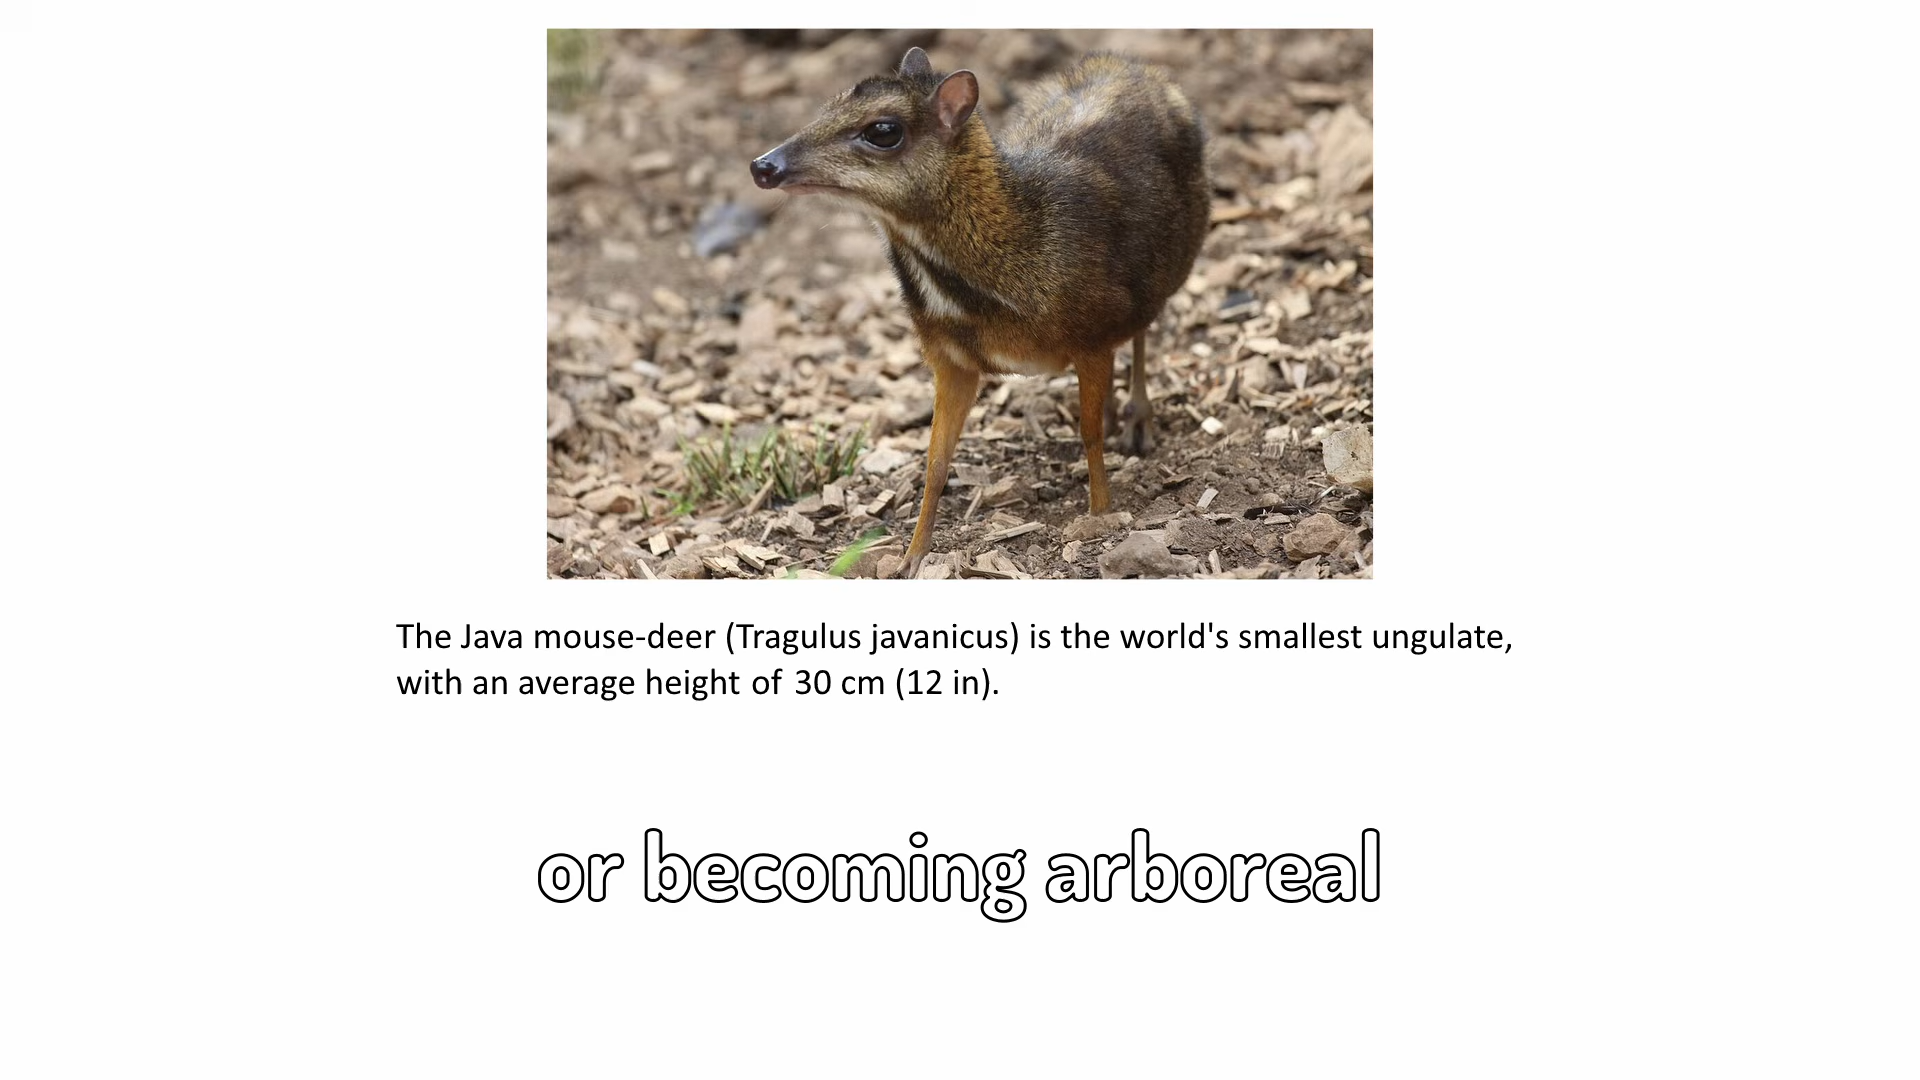 The Java mouse-deer (Tragulus javanicus) is the world's smallest ungulate,
with an average height of 30 cm (12 in).
or becoming arboreal